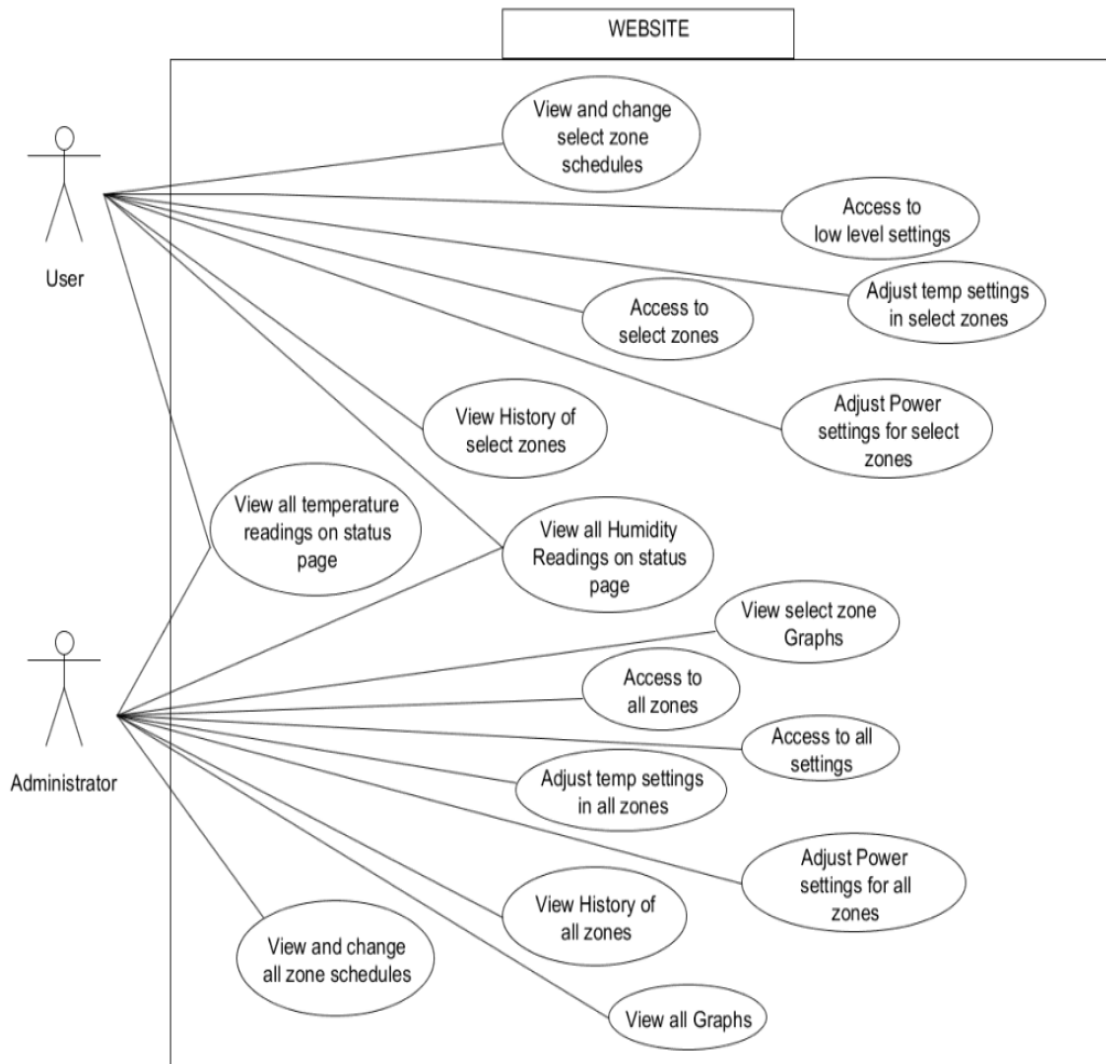 WEBSITE
View and change
select zone
schedules
Access to
low level settings
User
Adjust temp settings
in select zones
Access to
select zones
Adjust Power
settings for select
zones
View History of
select zones
View all temperature
readings on status
page
View all Humidity
Readings on status
page
View select zone
Graphs
Access to
all zones
Access to all
settings
Administrator
Adjust temp settings
in all zones
Adjust Power
settings for all
zones
View History of
all zones
View and change
all zone schedules
View all Graphs